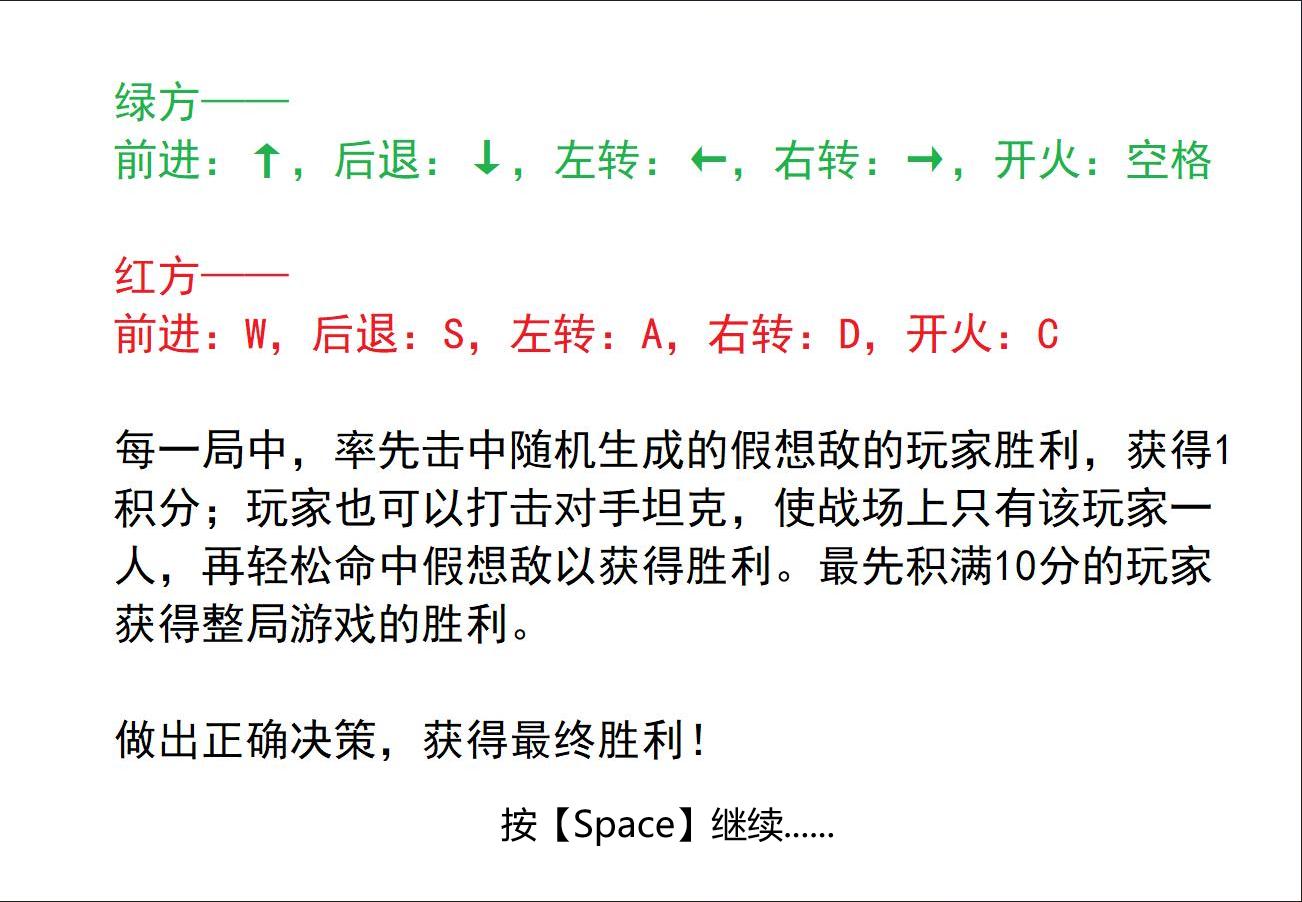 绿方——
前进：↑，后退：↓，左转：←，右转：→，开火：空格
红方——
前进：W，后退：S，左转：A，右转：D，开火：C
每一局中，率先击中随机生成的假想敌的玩家胜利，获得1
积分；玩家也可以打击对手坦克，使战场上只有该玩家一
人，再轻松命中假想敌以获得胜利。最先积满10分的玩家
获得整局游戏的胜利。
做出正确决策，获得最终胜利！
按【Space】继续......